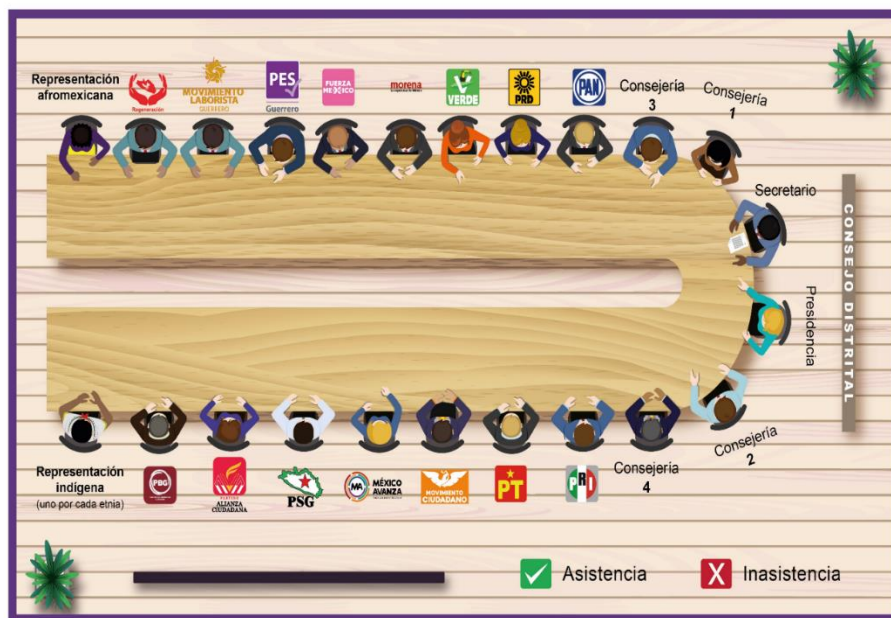 Representación
afromexicana
Regeneración
MOVIMIENTO
LABORISTA
GUERRERO
PES
Guerrero
FUERZA
MEXICO
morena
VERDE
PRD
PAN
Consejería
3
Consejería
1
Secretario
Presidencia
CONSEJO DISTRITAL
Consejería
2
Representación
indígena
(uno por cada etnia)
PBG
ALIANZA
CIUDADANA
PSG
MA
MÉXICO
AVANZA
MOVIMIENTO
CIUDADANO
PT
PRI
Consejería
4
Asistencia
X Inasistencia